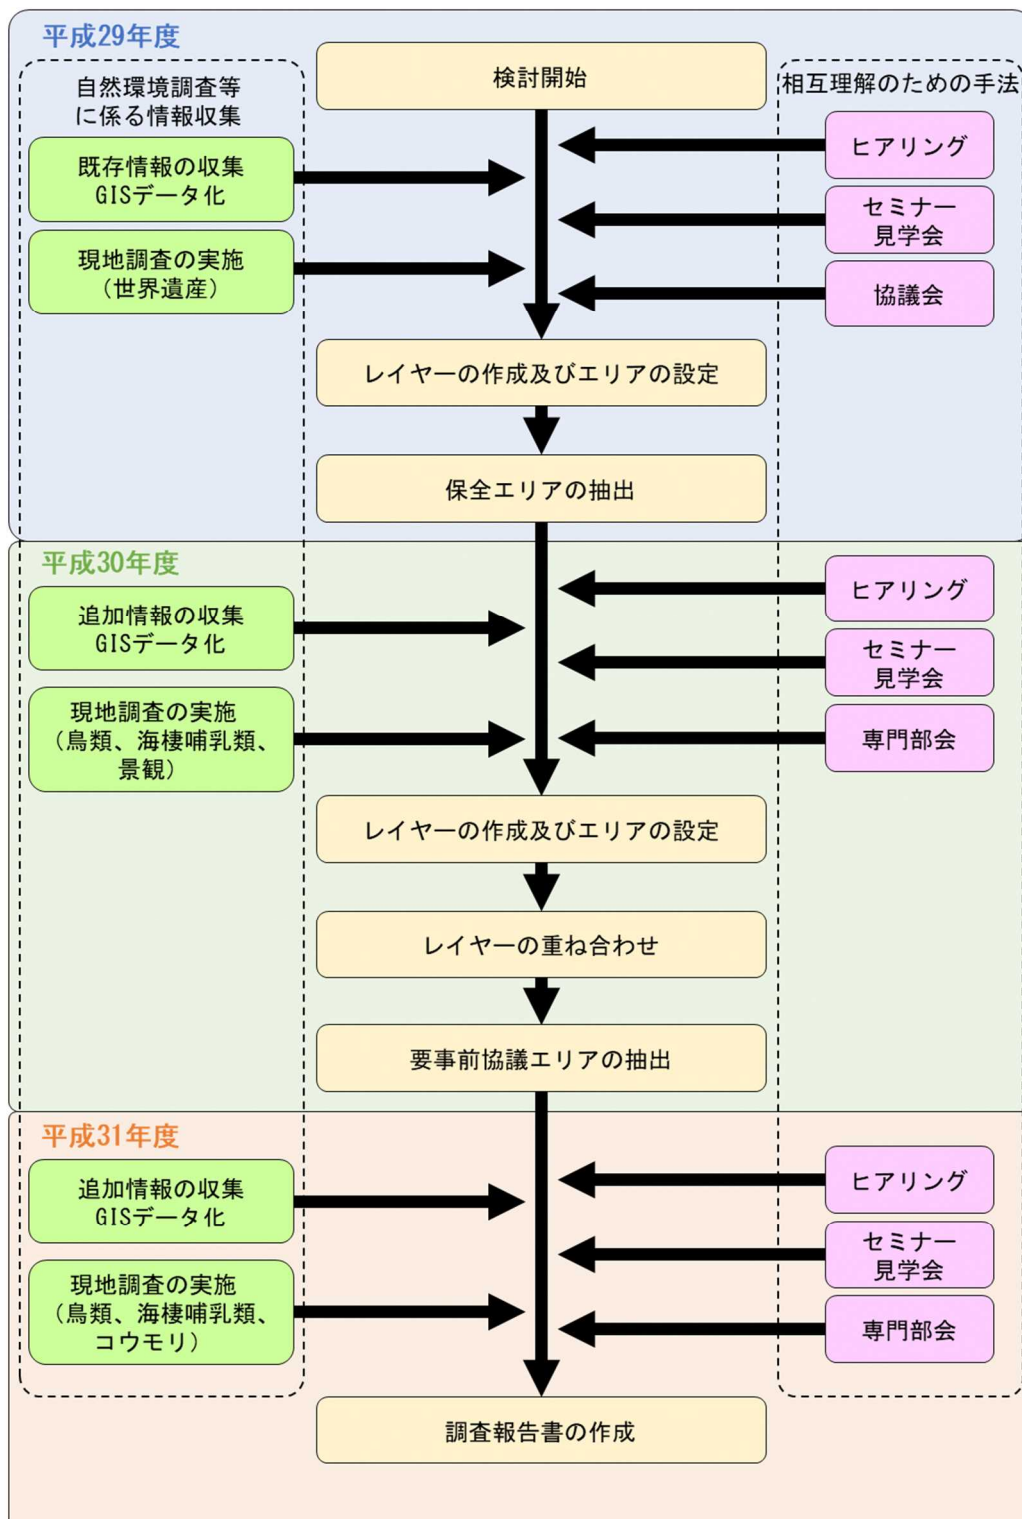 平成29年度
自然環境調査等
に係る情報収集
検討開始
相互理解のための手法
既存情報の収集
GISデータ化
現地調査の実施
（世界遺産）
ヒアリング
セミナー
見学会
協議会
レイヤーの作成及びエリアの設定
保全エリアの抽出
平成30年度
追加情報の収集
GISデータ化
現地調査の実施
（鳥類、海棲哺乳類、
景観）
ヒアリング
セミナー
見学会
専門部会
レイヤーの作成及びエリアの設定
レイヤーの重ね合わせ
要事前協議エリアの抽出
平成31年度
追加情報の収集
GISデータ化
現地調査の実施
（鳥類、海棲哺乳類、
コウモリ）
ヒアリング
セミナー
見学会
専門部会
調査報告書の作成